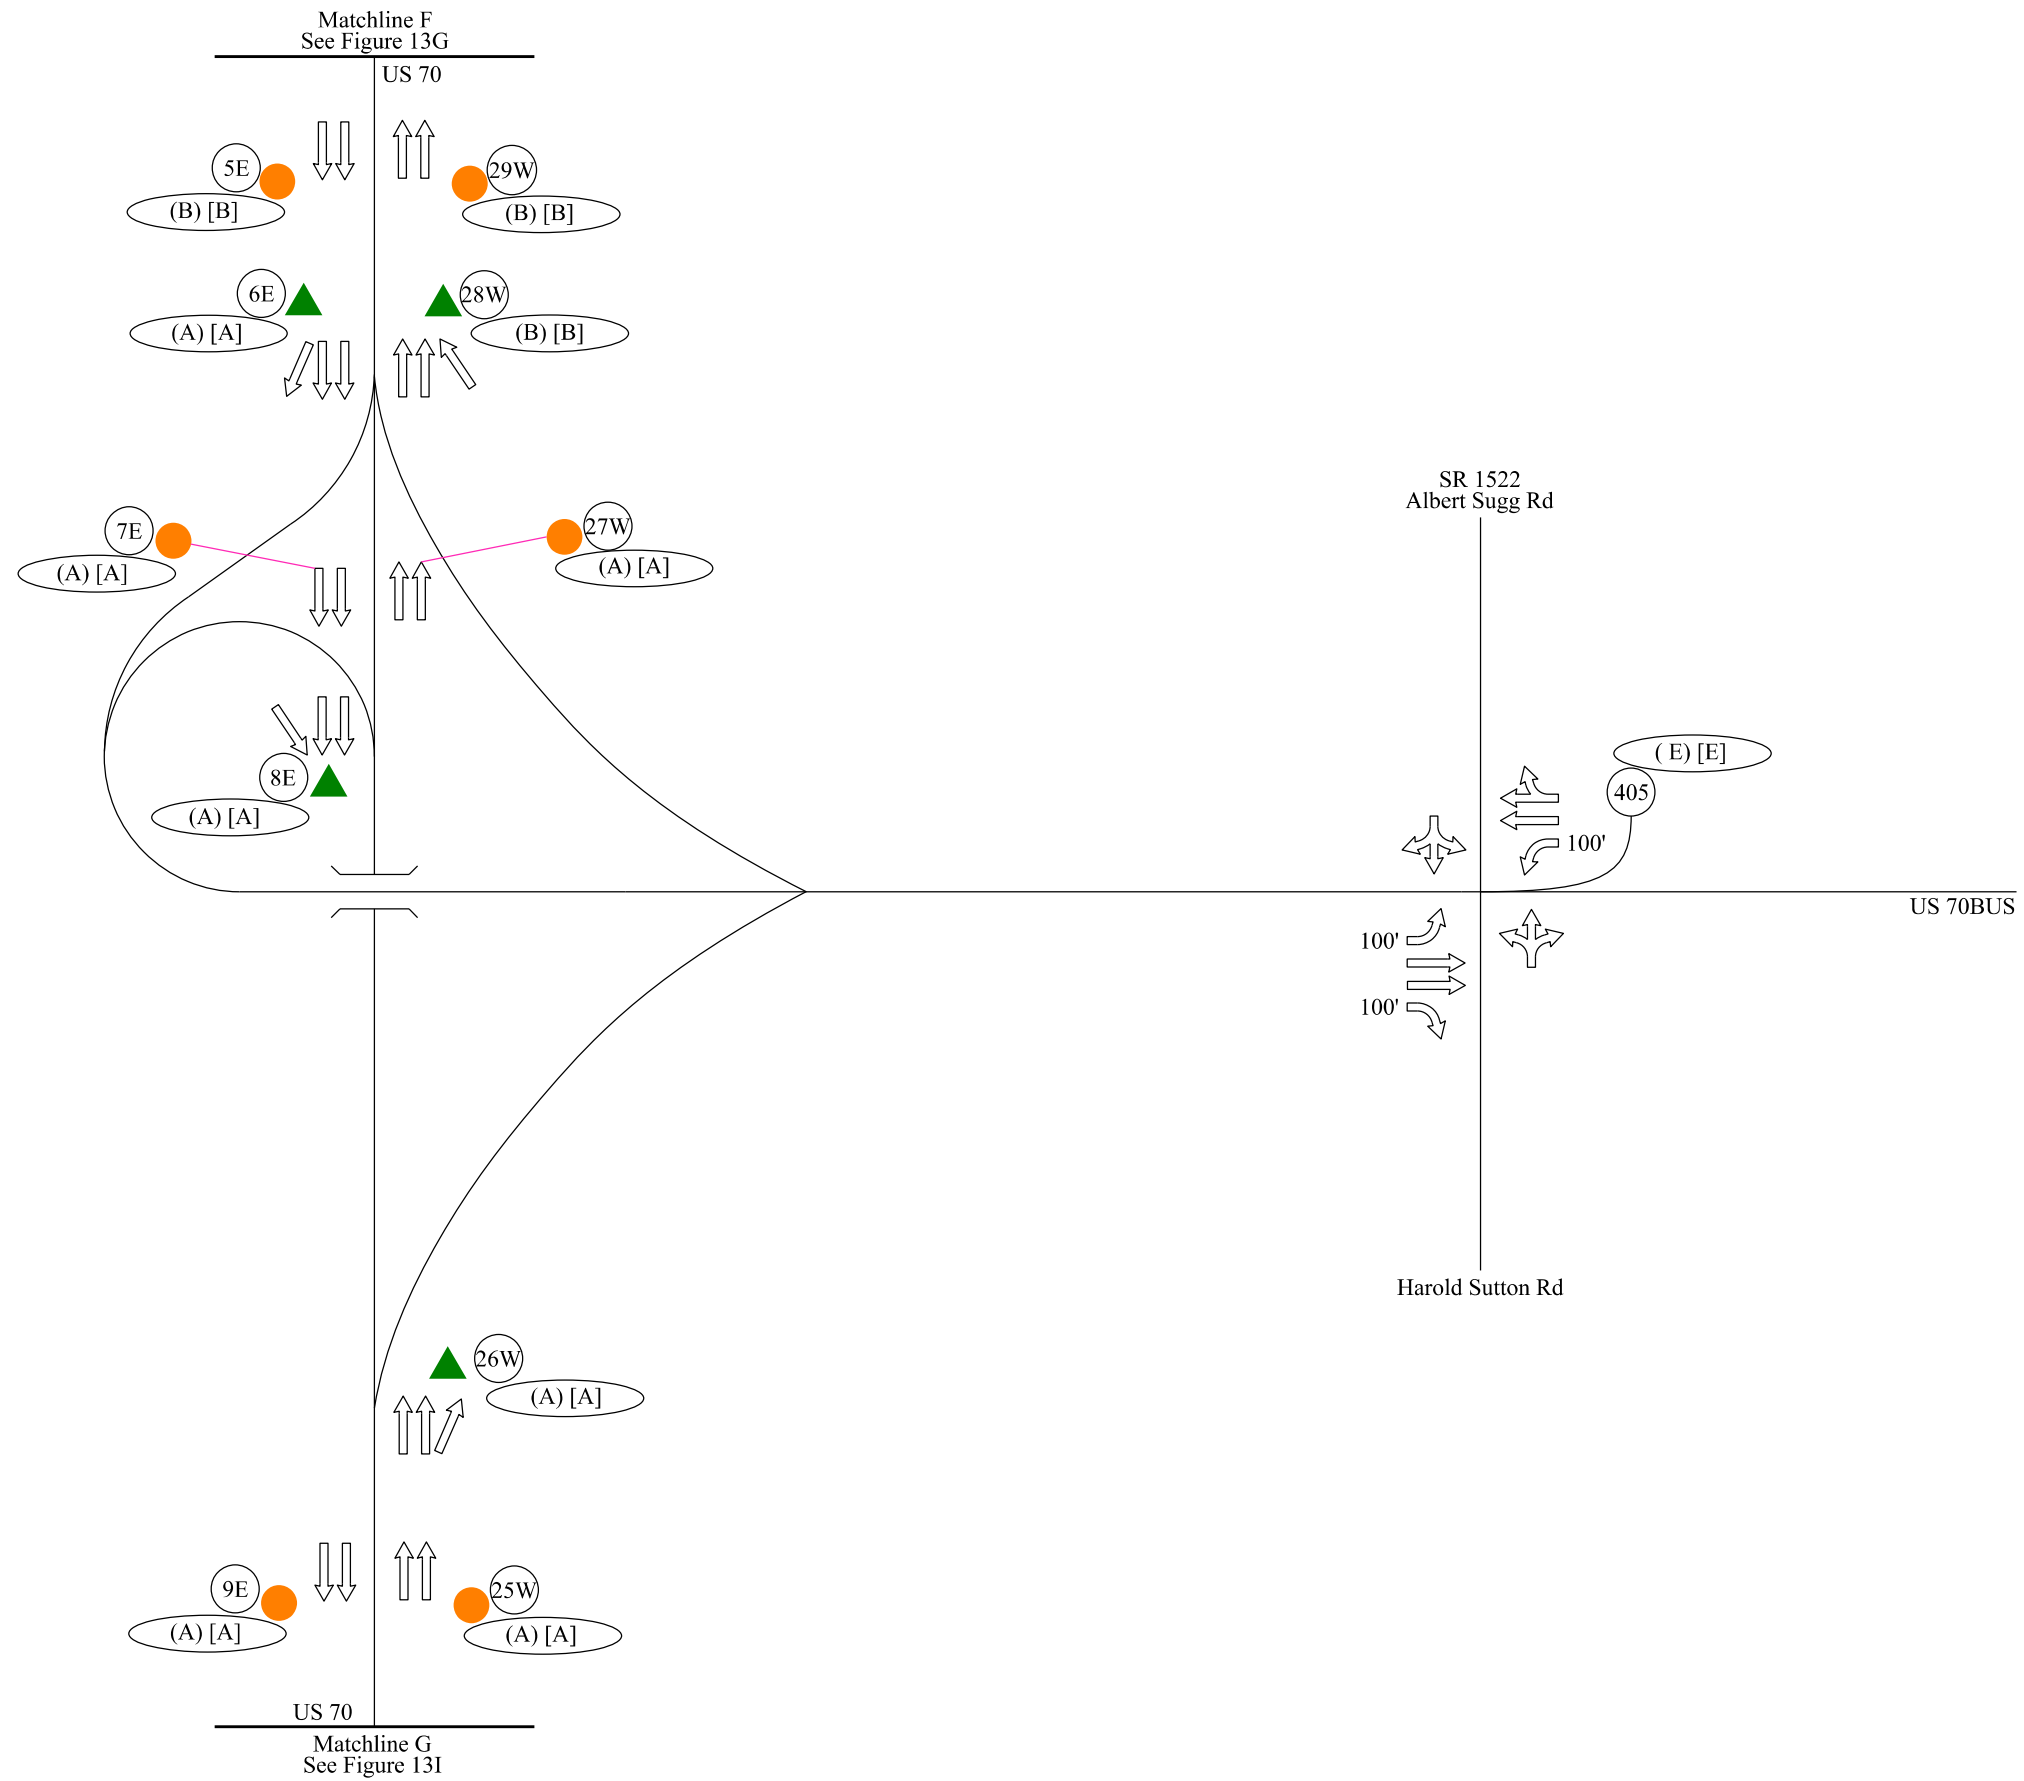 Matchline F
See Figure 13G
US 70
5E
(B) [B]
29W
(B) [B]
6E
(A) [A]
28W
(B) [B]
SR 1522
Albert Sugg Rd
7E
(A) [A]
27W
(A) [A]
8E
(A) [A]
( E) [E]
405
100'
US 70BUS
100'
100'
Harold Sutton Rd
26W
(A) [A]
9E
(A) [A]
25W
(A) [A]
US 70
Matchline G
See Figure 13I